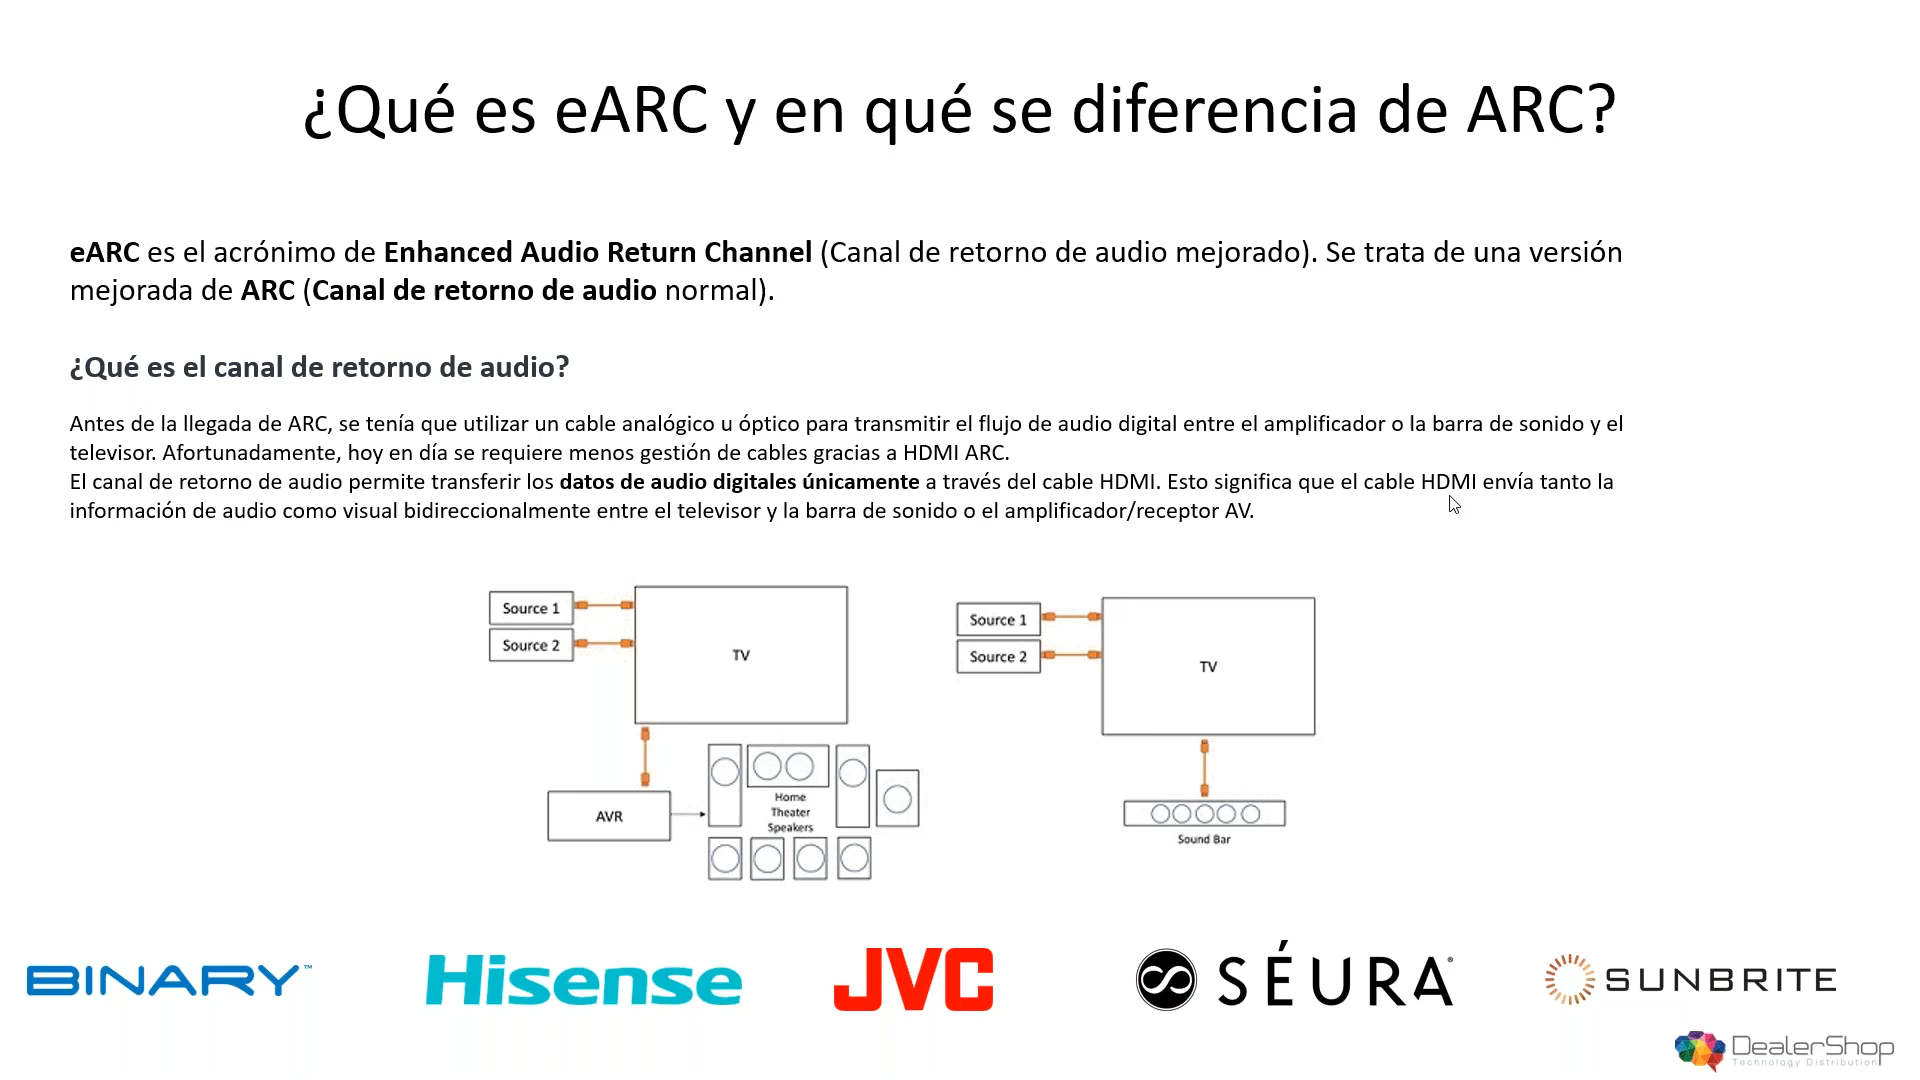 ¿Qué es eARC y en qué se diferencia de ARC?
eARC es el acrónimo de Enhanced Audio Return Channel (Canal de retorno de audio mejorado). Se trata de una versión
mejorada de ARC (Canal de retorno de audio normal).
¿Qué es el canal de retorno de audio?
Antes de la llegada de ARC, se tenía que utilizar un cable analógico u óptico para transmitir el flujo de audio digital entre el amplificador o la barra de sonido y el
televisor. Afortunadamente, hoy en día se requiere menos gestión de cables gracias a HDMI ARC.
El canal de retorno de audio permite transferir los datos de audio digitales únicamente a través del cable HDMI. Esto significa que el cable HDMI envía tanto la
información de audio como visual bidireccionalmente entre el televisor y la barra de sonido o el amplificador/receptor AV.
Source 1
Source 2
TV
AVR
Home
Theater
Speakers
Source 1
Source 2
TV
Sound Bar
BINARY™
Hisense
JVC
SÉURA
SUNBRITE
DealerShop
Technology Distribution